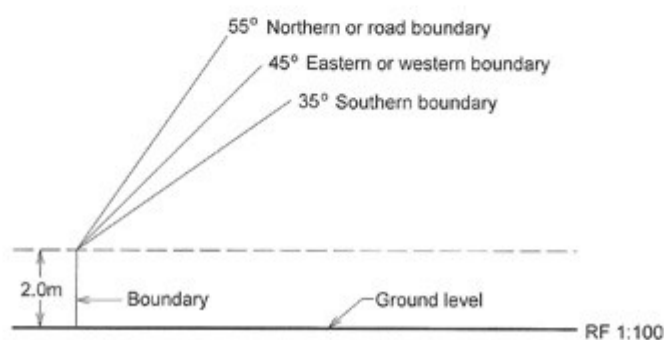 55° Northern or road boundary
45° Eastern or western boundary
35° Southern boundary
2.0m
Boundary
Ground level
RF 1:100